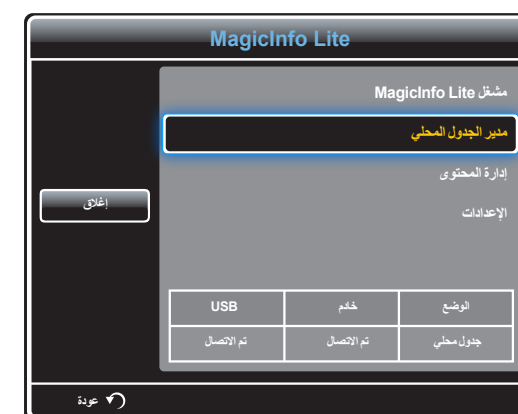 MagicInfo Lite
مشغل MagicInfo Lite
مدير الجدول المحلي
إدارة المحتوى
الإعدادات
إغلاق
الوضع خادم USB
جدول محلي تم الاتصال تم الاتصال
عودة